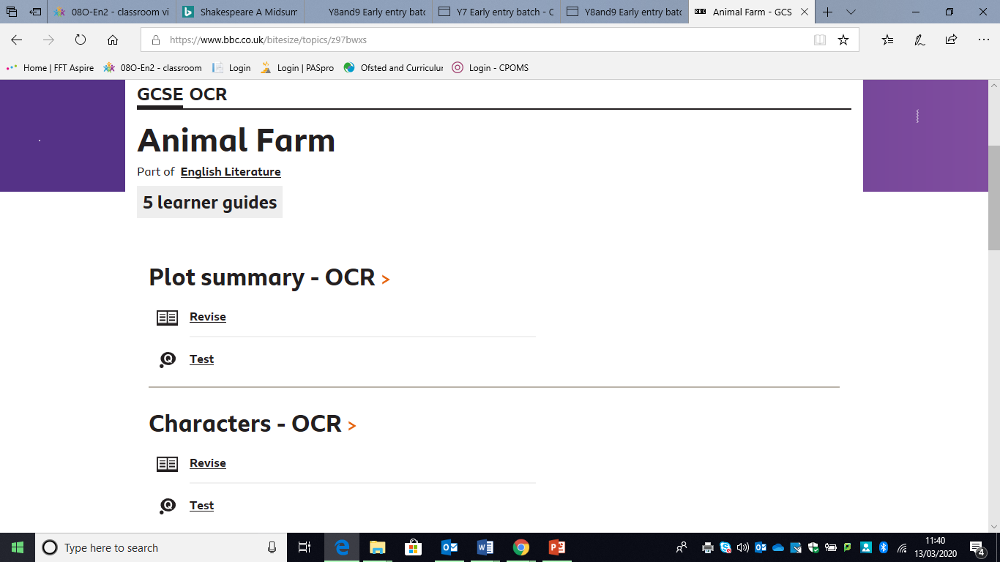 08O-En2 - classroom vi
Shakespeare A Midsum
Y8and9 Early entry batc
Y7 Early entry batch - C
Y8and9 Early entry batc
BBC Animal Farm - GCS
https://www.bbc.co.uk/bitesize/topics/z97bwxs
Home | FFT Aspire
08O-En2 - classroom
Login
Login | PASpro
Ofsted and Curriculur
Login - CPOMS
GCSE OCR
Animal Farm
Part of English Literature
5 learner guides
Plot summary - OCR >
Revise
Test
Characters - OCR >
Revise
Test
Type here to search
11:40
13/03/2020
4